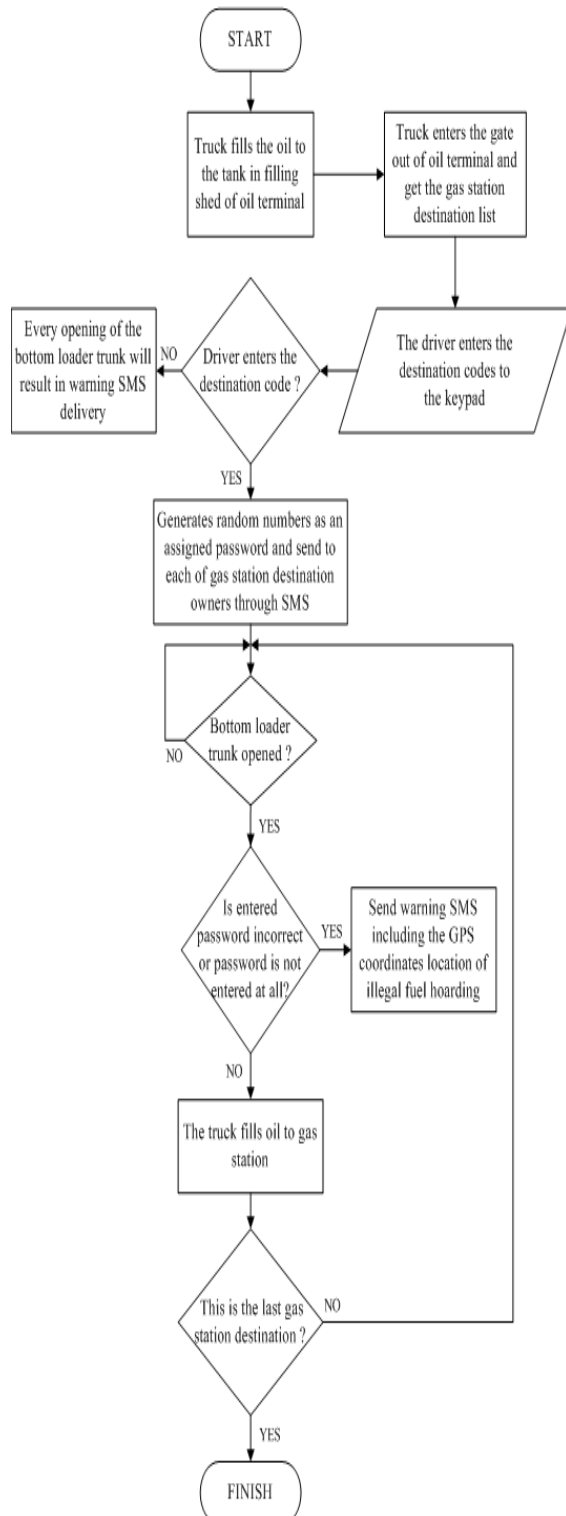 START
Truck fills the oil to
the tank in filling
shed of oil terminal
Truck enters the gate
out of oil terminal and
get the gas station
destination list
The driver enters the
destination codes to
the keypad
Driver enters the
destination code ?
NO
Every opening of the
bottom loader trunk will
result in warning SMS
delivery
YES
Generates random numbers as an
assigned password and send to
each of gas station destination
owners through SMS
Bottom loader
trunk opened ?
NO
YES
Is entered
password incorrect
or password is not
entered at all?
YES
Send warning SMS
including the GPS
coordinates location of
illegal fuel hoarding
NO
The truck fills oil to gas
station
This is the last gas
station destination ?
NO
YES
FINISH